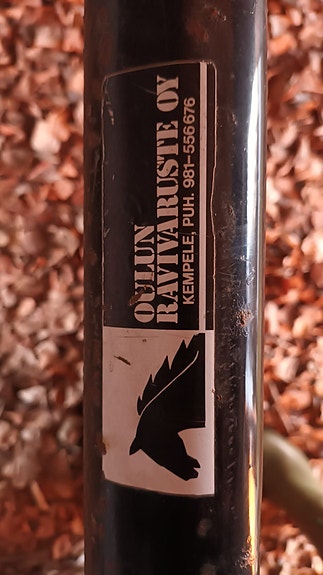 OULUN
RAVIVARUSTE OY
KEMPELE, PUH. 981-556676